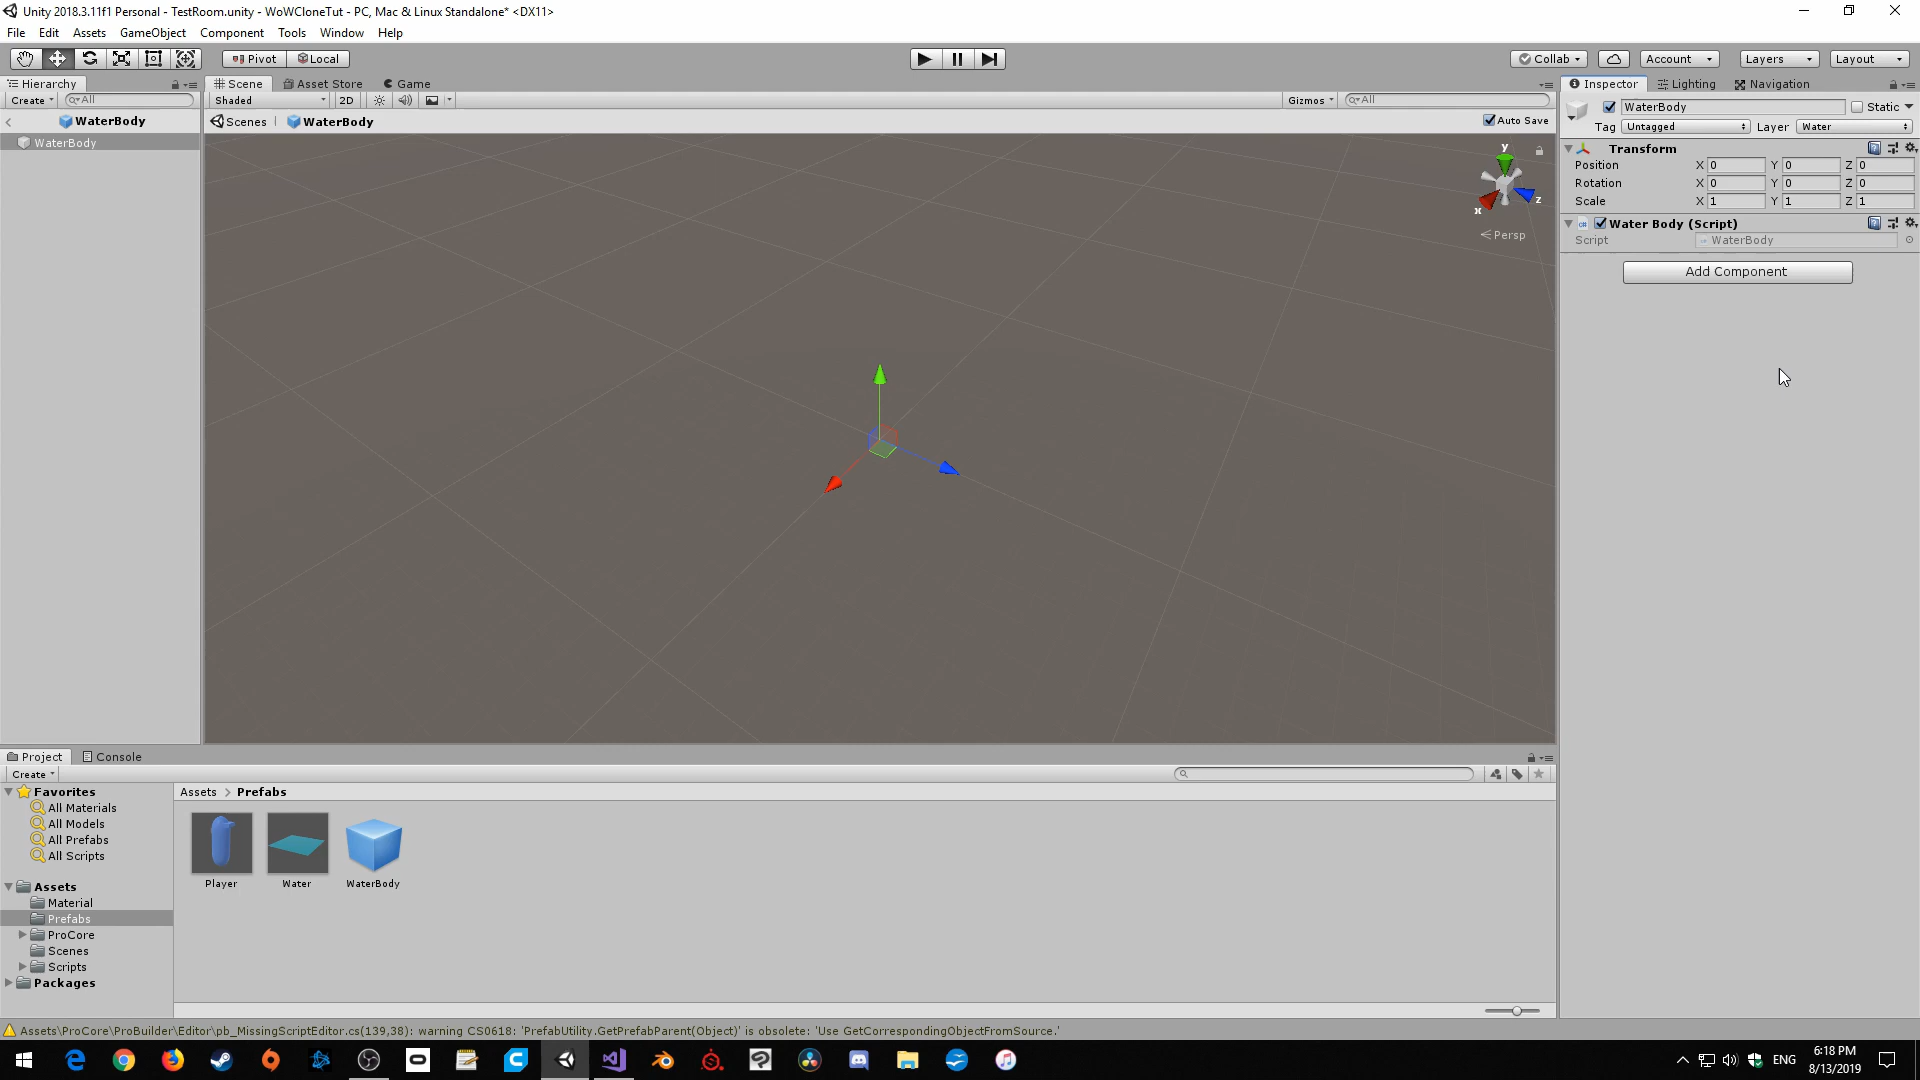 Unity 2018.3.11f1 Personal - TestRoom.unity - WoWCloneTut - PC, Mac & Linux Standalone* <DX11>
File Edit Assets GameObject Component Tools Window Help
Pivot Local Collab Account Layers Layout
Hierarchy Scene Asset Store Game Inspector Lighting Navigation
Create All Shaded 2D Gizmos All
WaterBody Scenes WaterBody Auto Save
WaterBody
WaterBody Static
Tag Untagged Layer Water
Transform
Position X 0 Y 0 Z 0
Rotation X 0 Y 0 Z 0
Scale X 1 Y 1 Z 1
Water Body (Script)
Script WaterBody
Add Component
y
x
z
Persp
Project Console
Create
Favorites
All Materials
All Models
All Prefabs
All Scripts
Assets
Material
Prefabs
ProCore
Scenes
Scripts
Packages
Assets > Prefabs
Player Water WaterBody
Assets\ProCore\ProBuilder\Editor\pb_MissingScriptEditor.cs(139,38): warning CS0618: 'PrefabUtility.GetPrefabParent(Object)' is obsolete: 'Use GetCorrespondingObjectFromSource.'
ENG
6:18 PM
8/13/2019